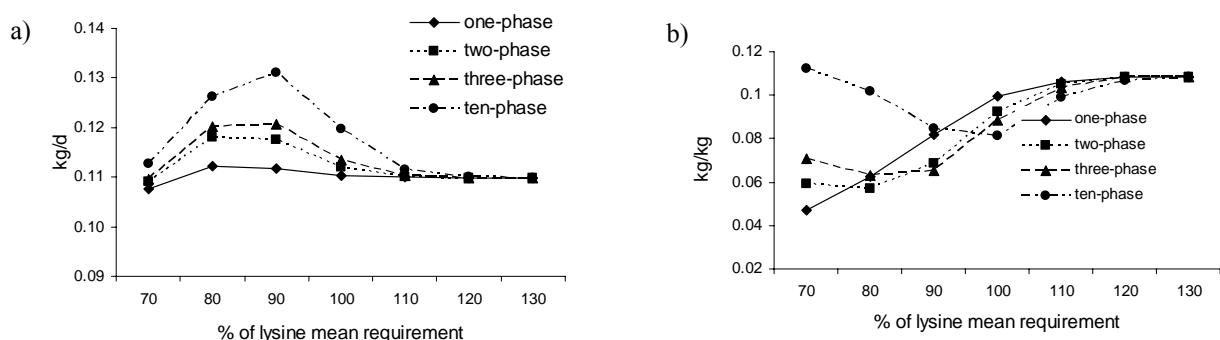 a)
kg/d
0.14
0.13
0.12
0.11
0.10
0.09
70 80 90 100 110 120 130
% of lysine mean requirement
one-phase
two-phase
three-phase
ten-phase
b)
kg/kg
0.12
0.1
0.08
0.06
0.04
0.02
70 80 90 100 110 120 130
% of lysine mean requirement
one-phase
two-phase
three-phase
ten-phase